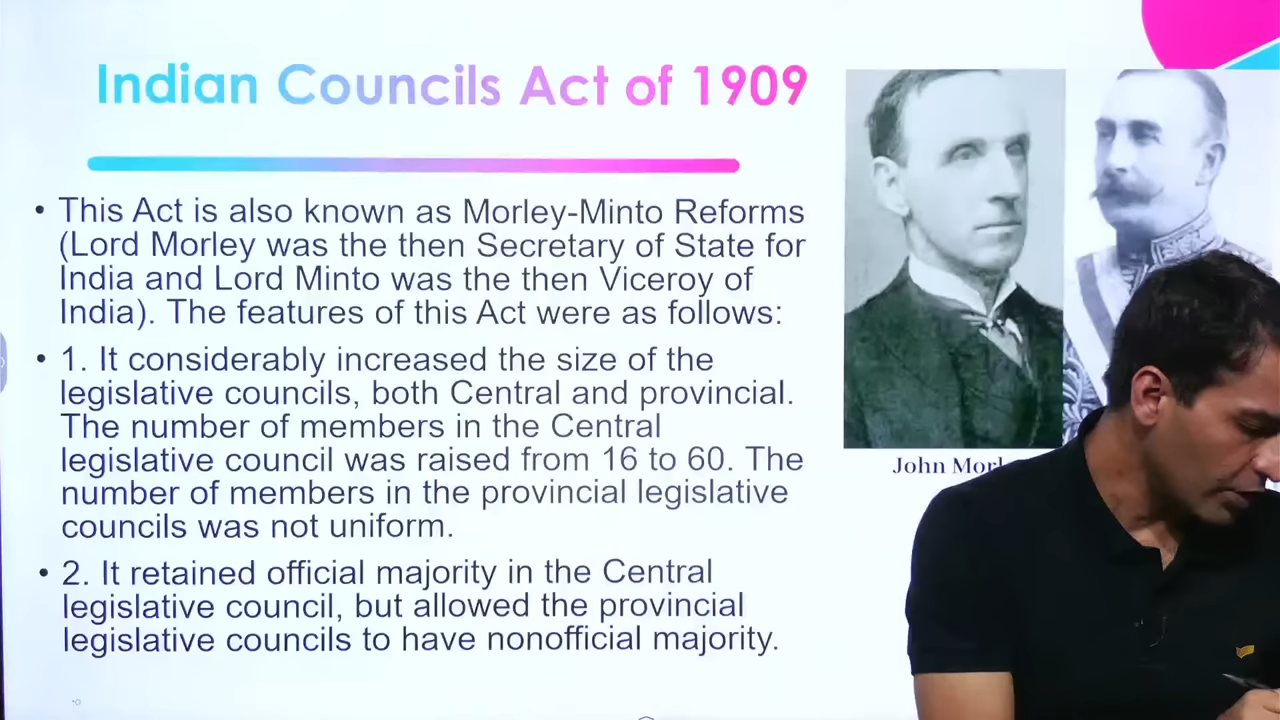 Indian Councils Act of 1909
• This Act is also known as Morley-Minto Reforms
(Lord Morley was the then Secretary of State for
India and Lord Minto was the then Viceroy of
India). The features of this Act were as follows:
• 1. It considerably increased the size of the
legislative councils, both Central and provincial.
The number of members in the Central
legislative council was raised from 16 to 60. The
number of members in the provincial legislative
councils was not uniform.
• 2. It retained official majority in the Central
legislative council, but allowed the provincial
legislative councils to have nonofficial majority.
John